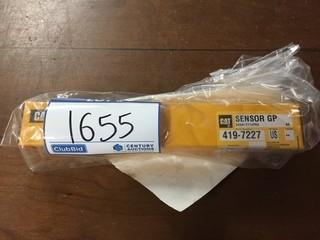 1655
ClubBid
CENTURY
AUCTIONS
CAT
SENSOR GP
419-7227
US